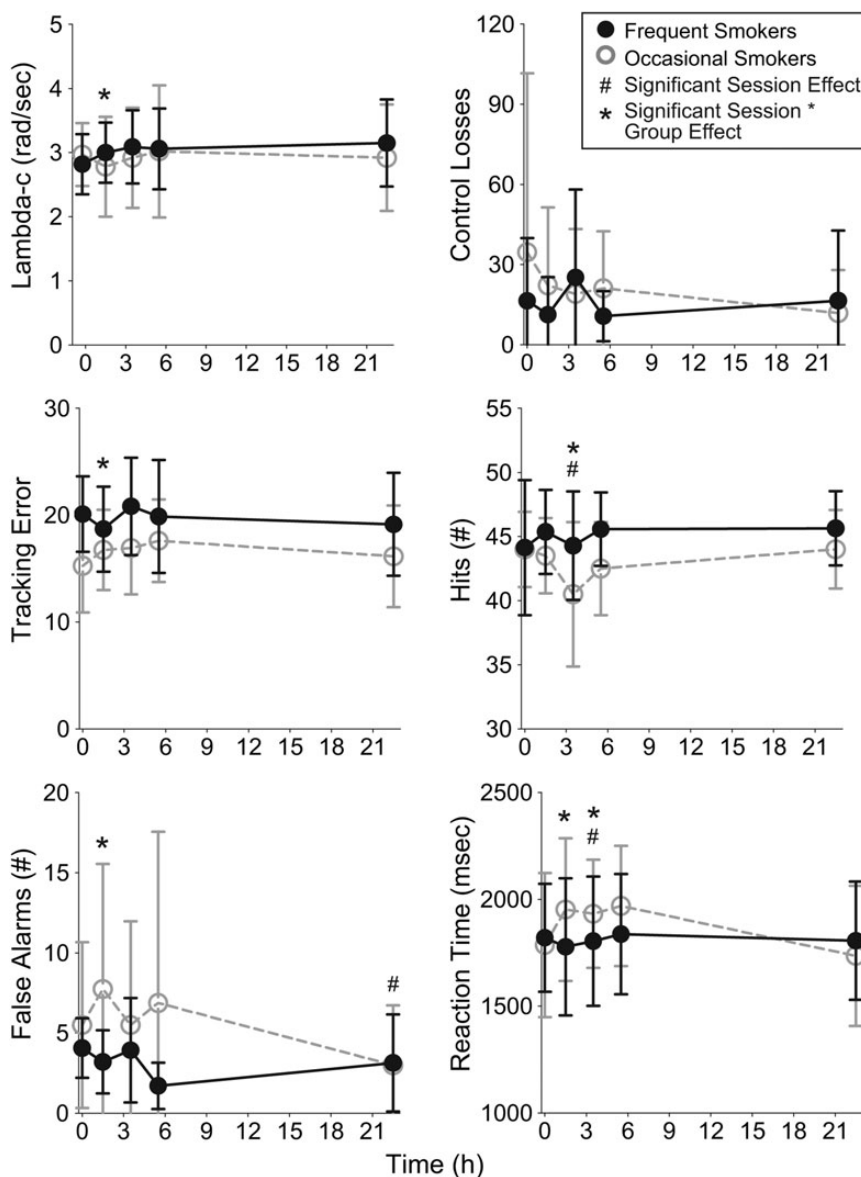 Lambda-c (rad/sec)
5
4
3
2
1
0
*
0 3 6 9 12 15 18 21
Control Losses
120
90
60
30
0
0 3 6 9 12 15 18 21
Frequent Smokers
Occasional Smokers
# Significant Session Effect
* Significant Session *
Group Effect
Tracking Error
30
20
10
0
*
0 3 6 9 12 15 18 21
Hits (#)
55
50
45
40
35
30
*
#
0 3 6 9 12 15 18 21
False Alarms (#)
20
15
10
5
0
*
#
0 3 6 9 12 15 18 21
Reaction Time (msec)
2500
2000
1500
1000
* *
#
0 3 6 9 12 15 18 21
Time (h)